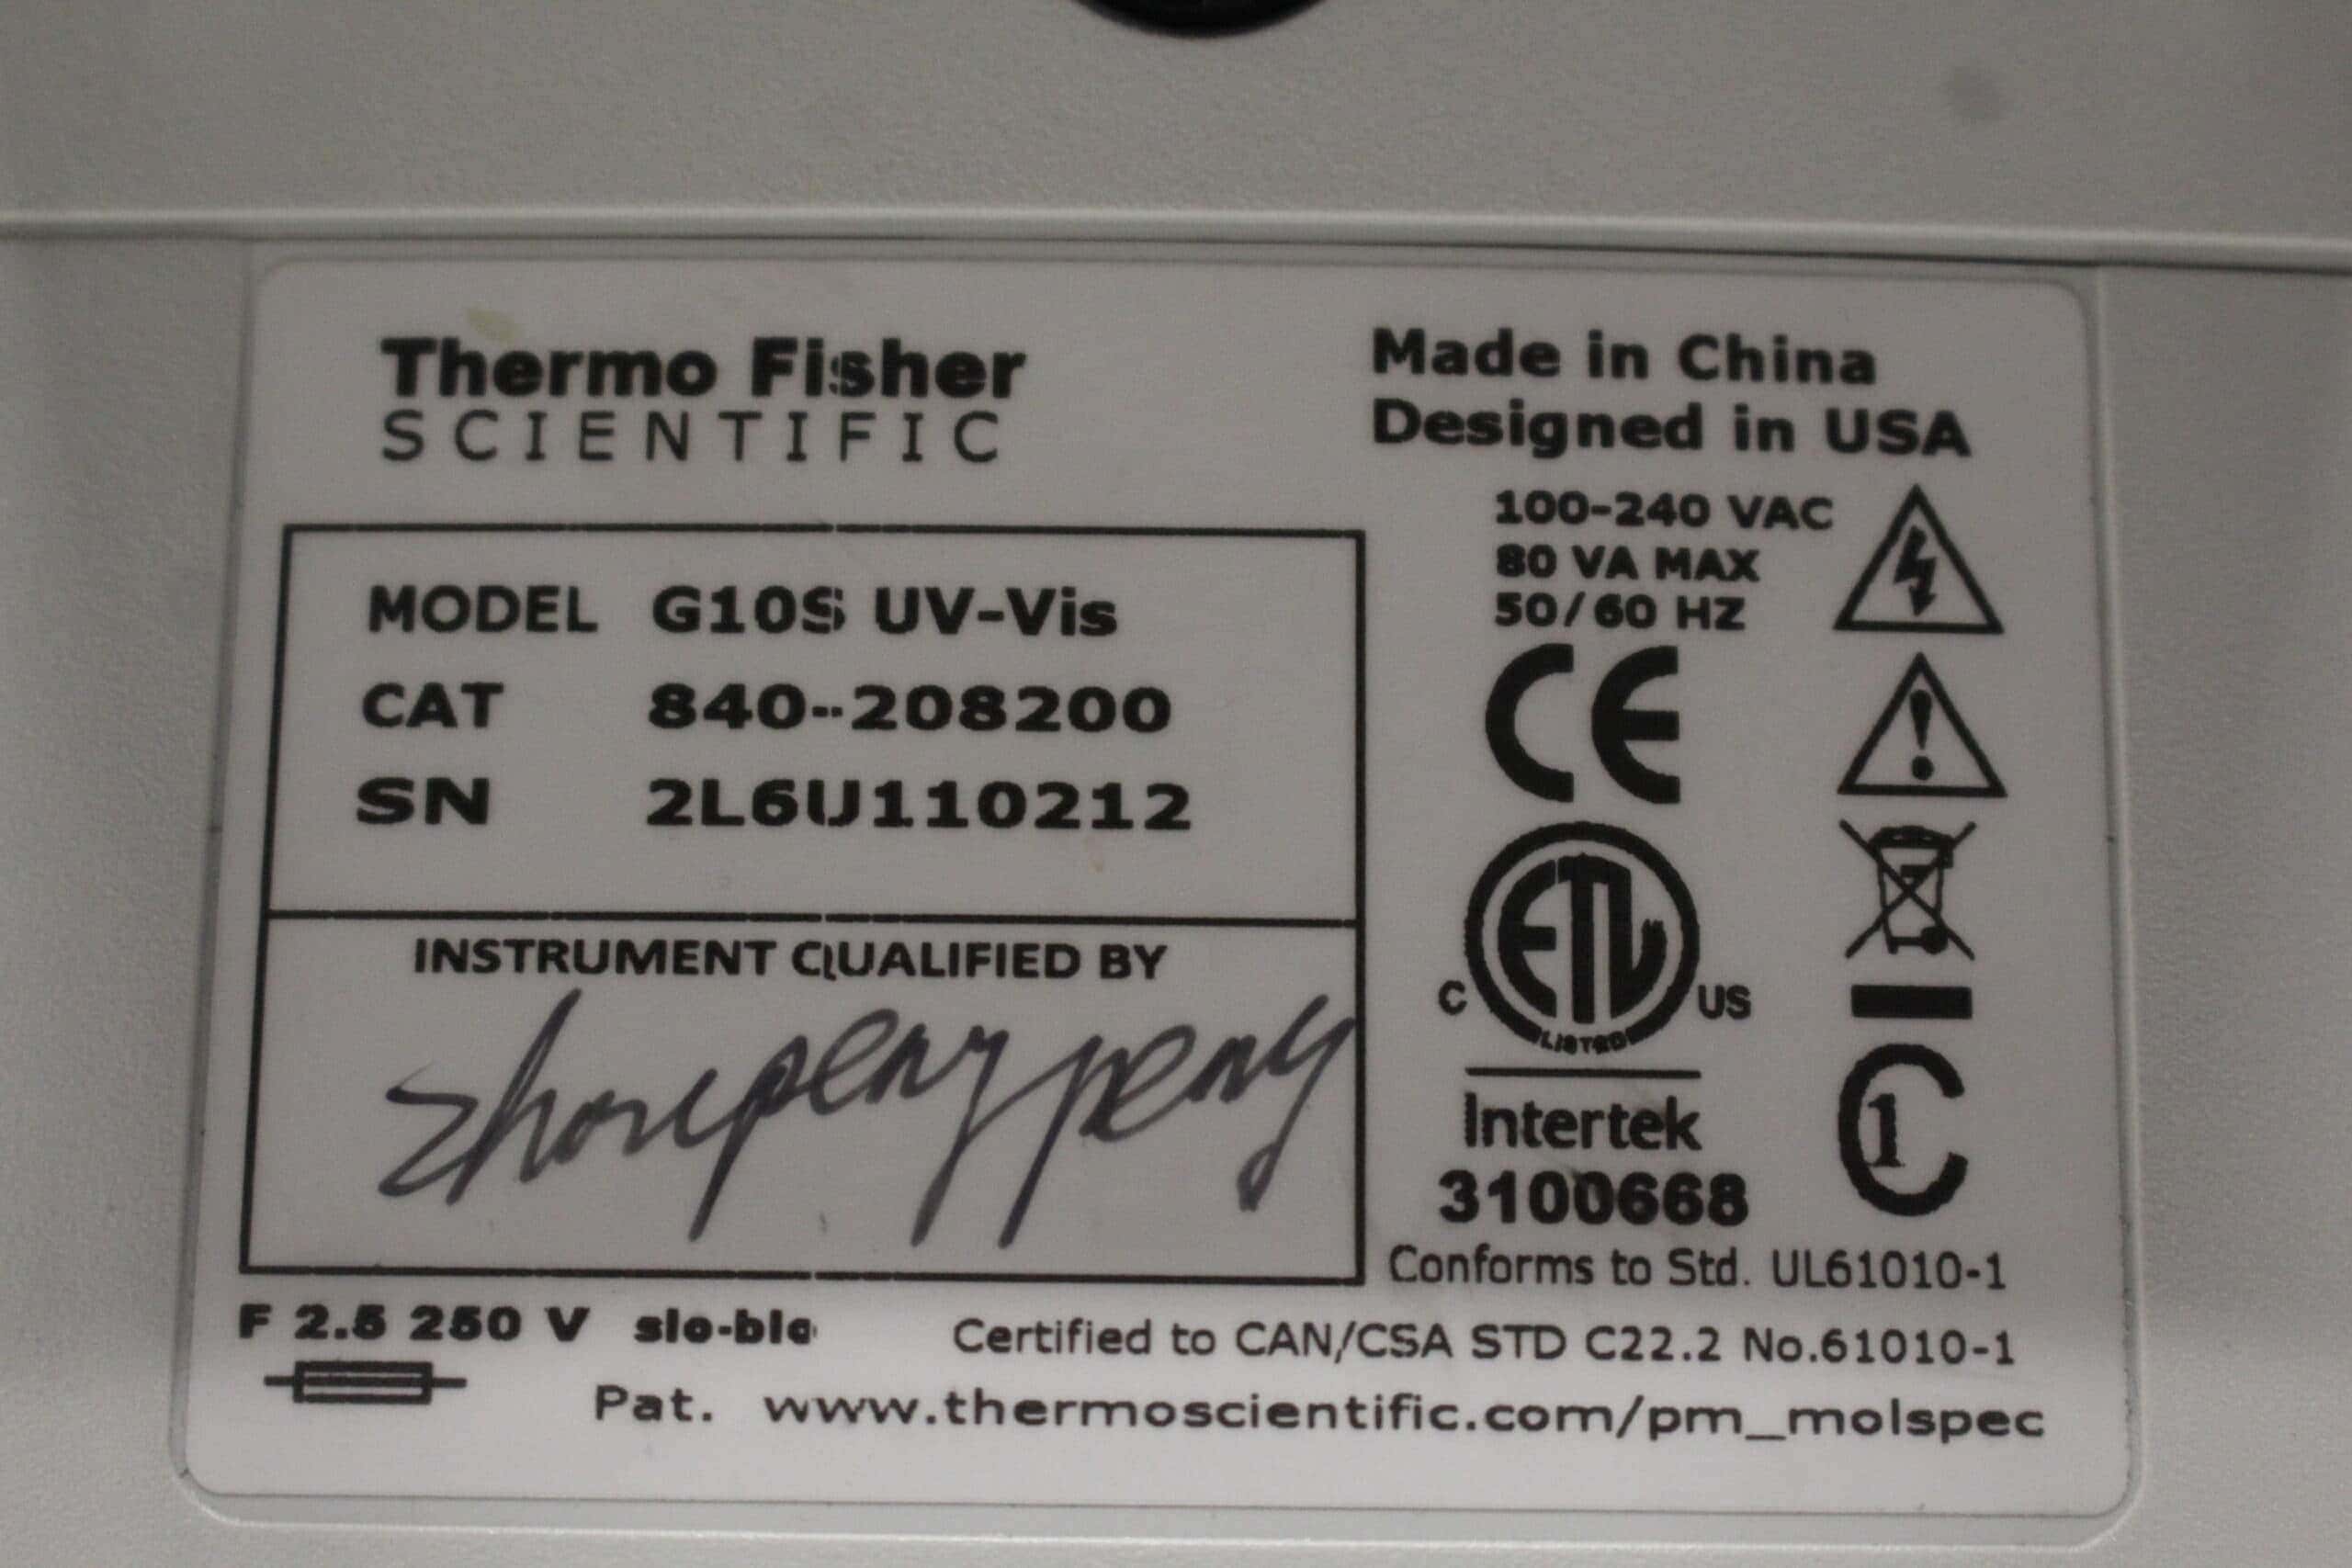 Thermo Fisher
SCIENTIFIC
Made in China
Designed in USA
100-240 VAC
80 VA MAX
50/60 HZ
MODEL G10S UV-Vis
CAT 840-208200
SN 2L6U110212
CE
INSTRUMENT QUALIFIED BY
ETL
LISTED
C US
Intertek
3100668
C1
Conforms to Std. UL61010-1
F 2.5 250 V slo-blo
Certified to CAN/CSA STD C22.2 No.61010-1
Pat. www.thermoscientific.com/pm_molspec